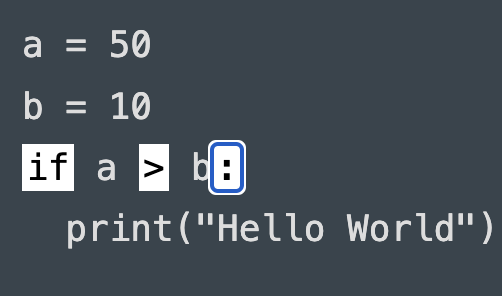 a = 50
b = 10
if a > b:
  print("Hello World")